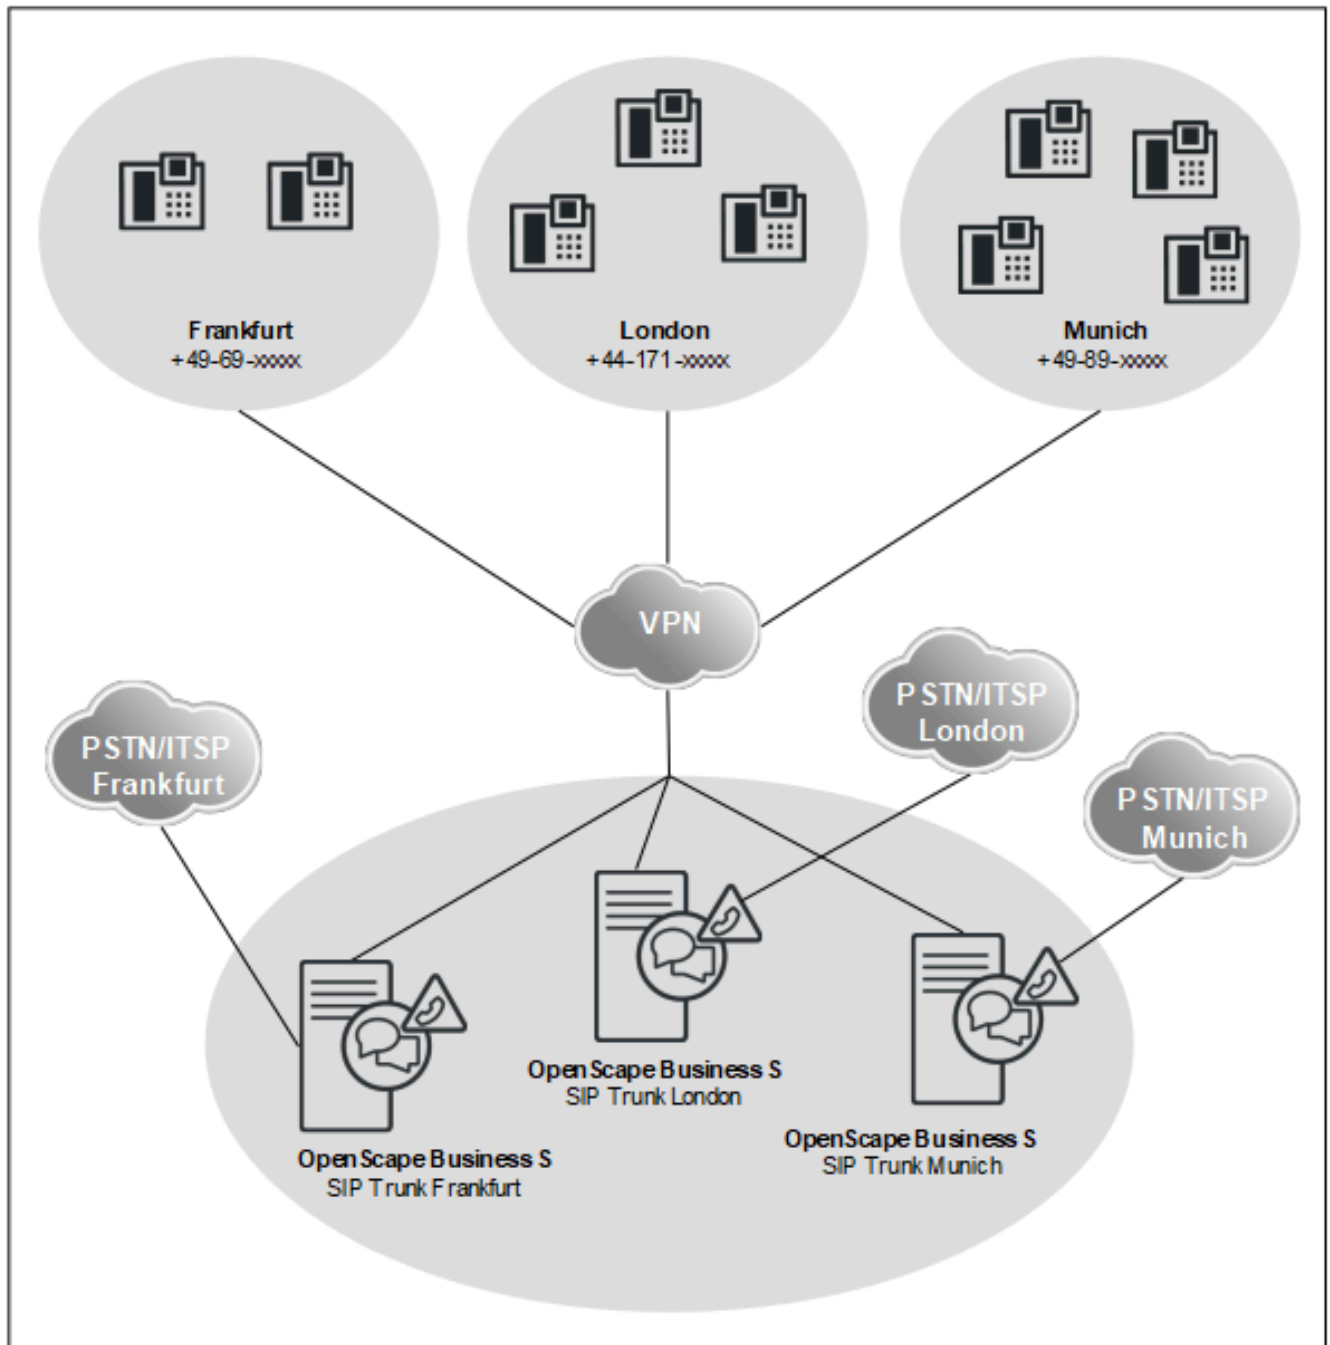 Frankfurt
+49-69-xxxxx
London
+44-171-xxxxx
Munich
+49-89-xxxxx
VPN
PSTN/ITSP
London
PSTN/ITSP
Frankfurt
PSTN/ITSP
Munich
OpenScape Business S
SIP Trunk London
OpenScape Business S
SIP Trunk Munich
OpenScape Business S
SIP Trunk Frankfurt